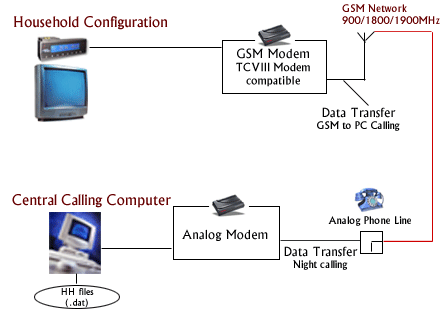 Household Configuration
GSM Network
900/1800/1900MHz
GSM Modem
TCVIII Modem
compatible
Data Transfer
GSM to PC Calling
Central Calling Computer
Analog Modem
Analog Phone Line
Data Transfer
Night calling
HH files
(.dat)